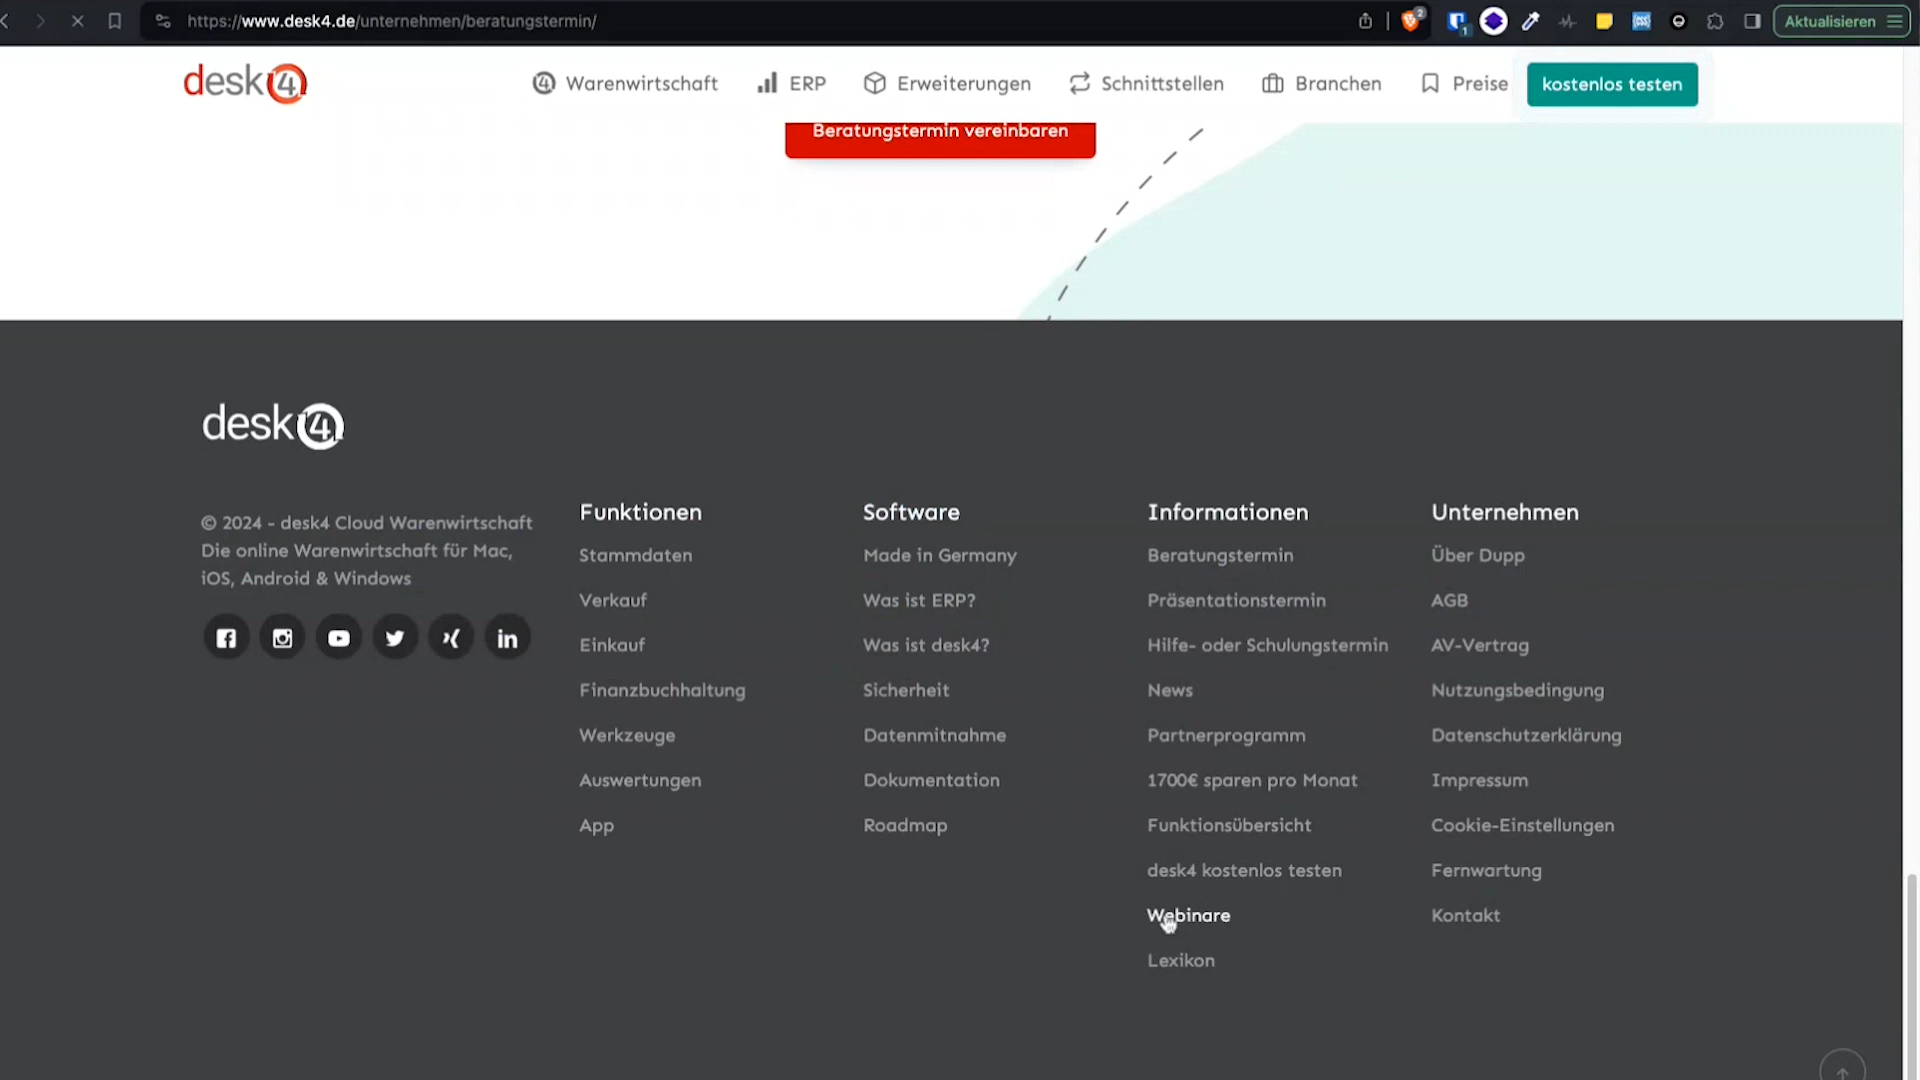 https://www.desk4.de/unternehmen/beratungstermin/
2
1
Aktualisieren
desk4
Warenwirtschaft
ERP
Erweiterungen
Schnittstellen
Branchen
Preise
kostenlos testen
Beratungstermin vereinbaren
desk4
© 2024 - desk4 Cloud Warenwirtschaft
Die online Warenwirtschaft für Mac,
iOS, Android & Windows
Funktionen
Stammdaten
Verkauf
Einkauf
Finanzbuchhaltung
Werkzeuge
Auswertungen
App
Software
Made in Germany
Was ist ERP?
Was ist desk4?
Sicherheit
Datenmitnahme
Dokumentation
Roadmap
Informationen
Beratungstermin
Präsentationstermin
Hilfe- oder Schulungstermin
News
Partnerprogramm
1700€ sparen pro Monat
Funktionsübersicht
desk4 kostenlos testen
Webinare
Lexikon
Unternehmen
Über Dupp
AGB
AV-Vertrag
Nutzungsbedingung
Datenschutzerklärung
Impressum
Cookie-Einstellungen
Fernwartung
Kontakt